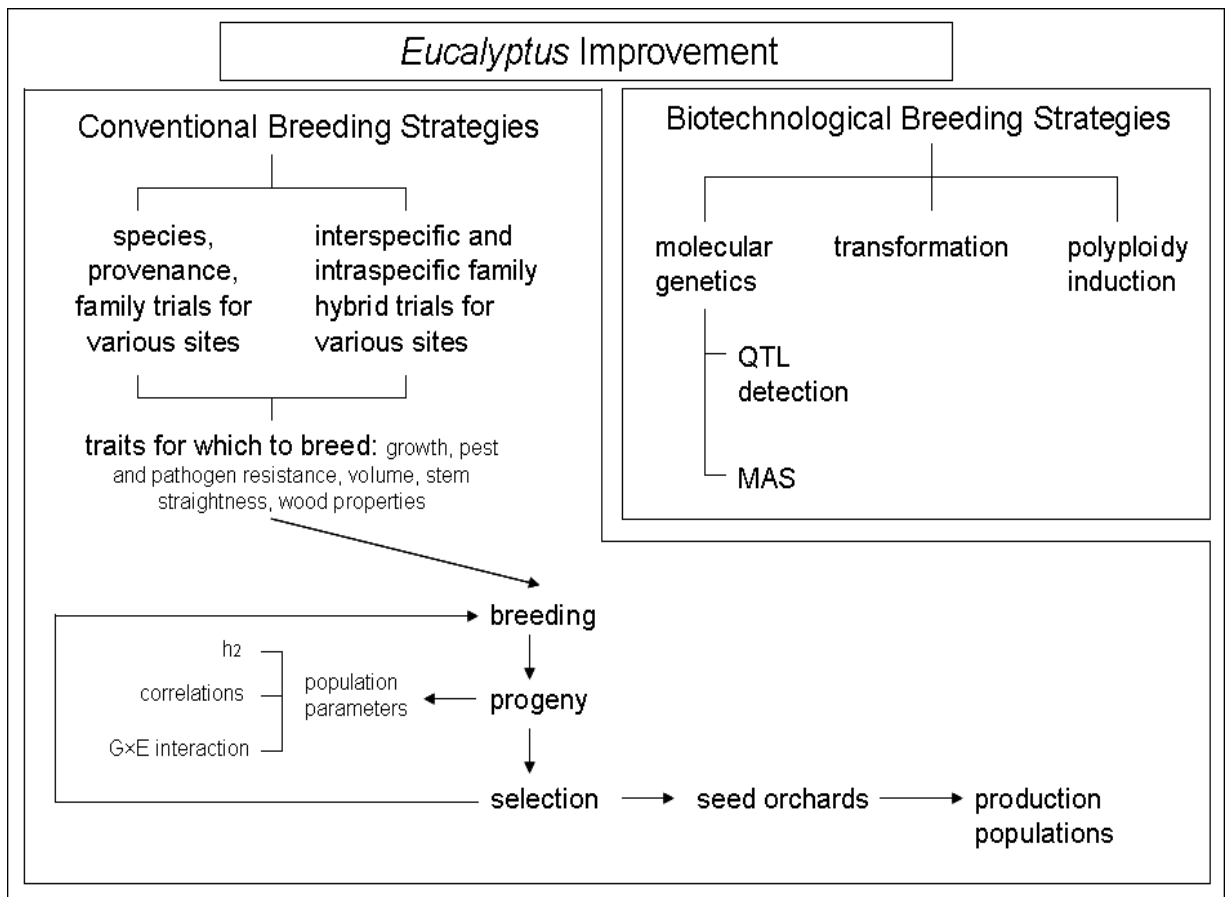 Eucalyptus Improvement
Conventional Breeding Strategies
species,
provenance,
family trials for
various sites
interspecific and
intraspecific family
hybrid trials for
various sites
traits for which to breed: growth, pest
and pathogen resistance, volume, stem
straightness, wood properties
Biotechnological Breeding Strategies
molecular
genetics
transformation
polyploidy
induction
QTL
detection
MAS
breeding
h2
correlations
G×E interaction
population
parameters
progeny
selection
seed orchards
production
populations